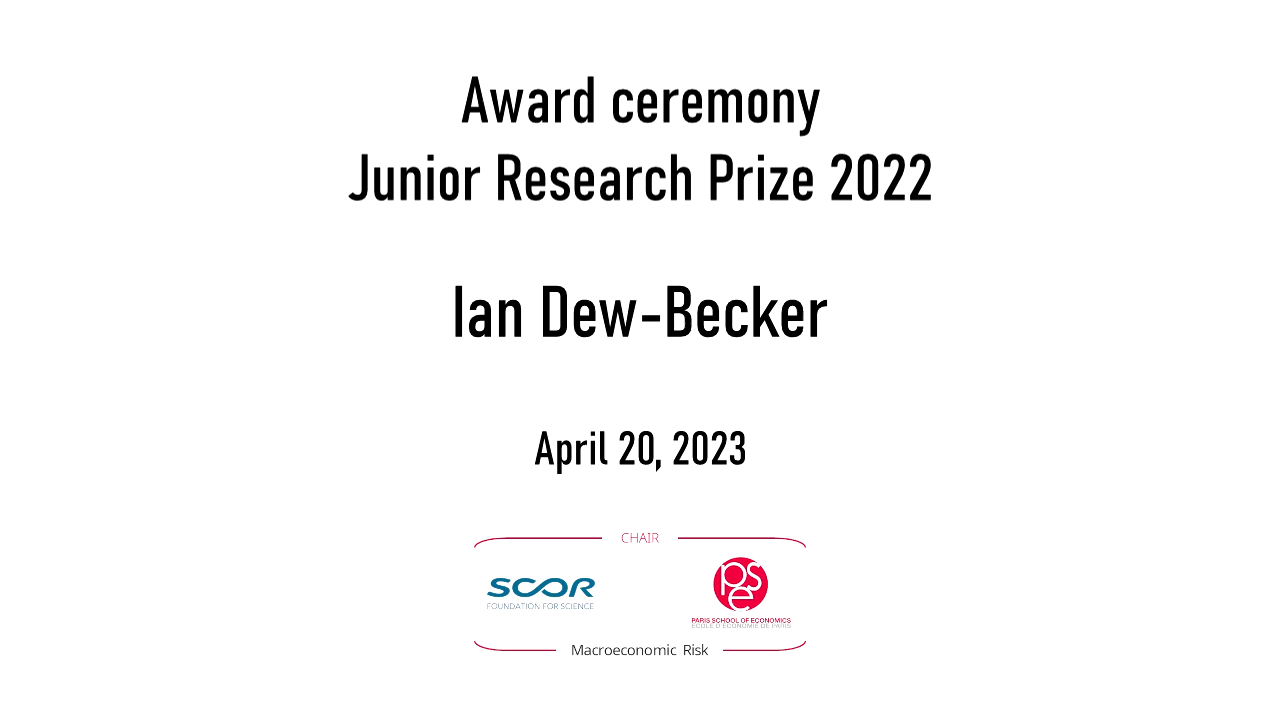 Award ceremony
Junior Research Prize 2022
Ian Dew-Becker
April 20, 2023
CHAIR
SCOR
FOUNDATION FOR SCIENCE
pse
PARIS SCHOOL OF ECONOMICS
ECOLE D'ECONOMIE DE PARIS
Macroeconomic Risk